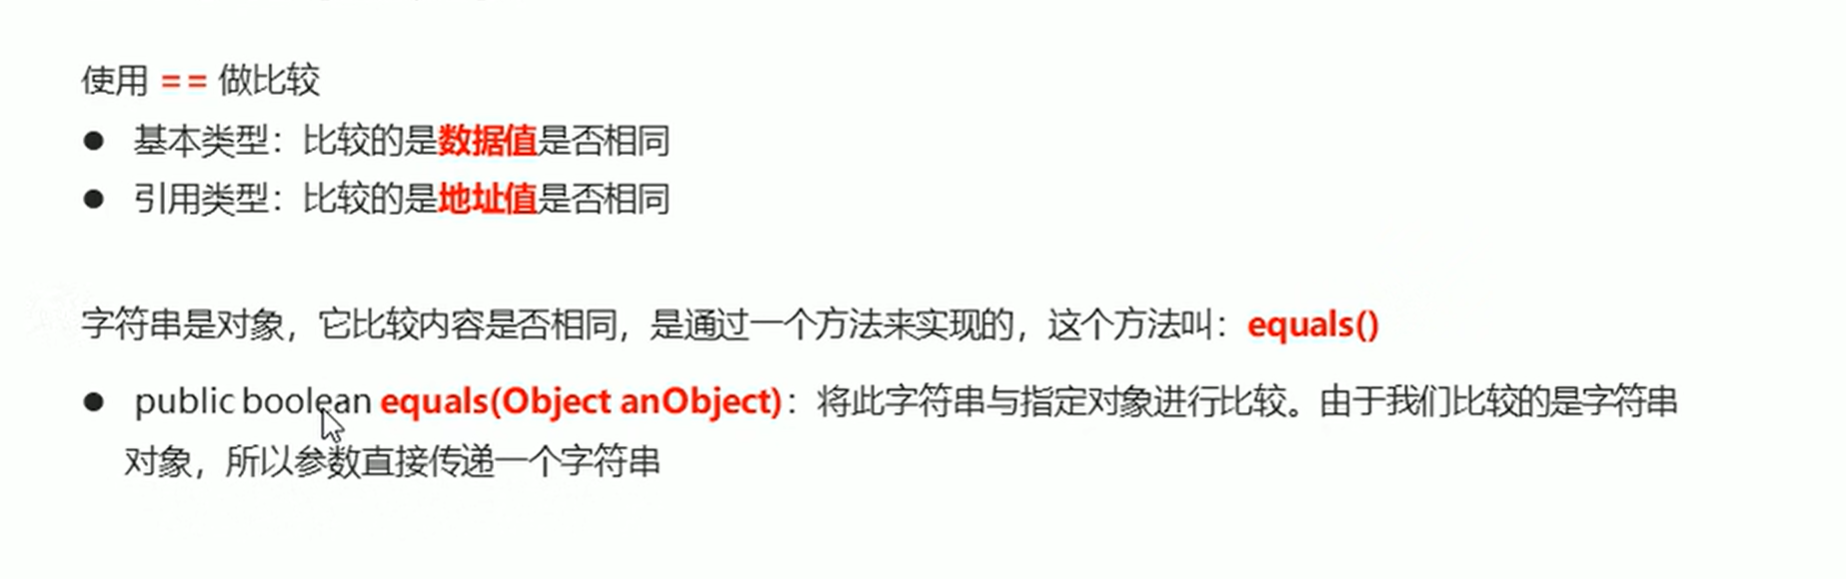 使用 == 做比较
● 基本类型：比较的是数据值是否相同
● 引用类型：比较的是地址值是否相同
字符串是对象，它比较内容是否相同，是通过一个方法来实现的，这个方法叫：equals()
● public boolean equals(Object anObject)：将此字符串与指定对象进行比较。由于我们比较的是字符串
对象，所以参数直接传递一个字符串